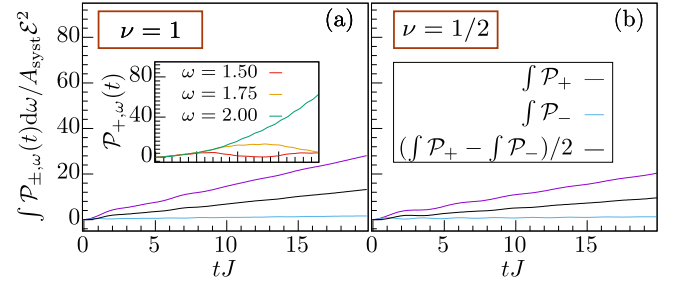 ∫ 𝒫±,ω(t)dω/A_syst ℰ²
80
60
40
20
0
(a)
ν = 1
𝒫+,ω(t)
80
40
0
ω = 1.50
ω = 1.75
ω = 2.00
0 5 10 15
tJ
(b)
ν = 1/2
∫ 𝒫+
∫ 𝒫−
(∫ 𝒫+ − ∫ 𝒫−)/2
0 5 10 15
tJ